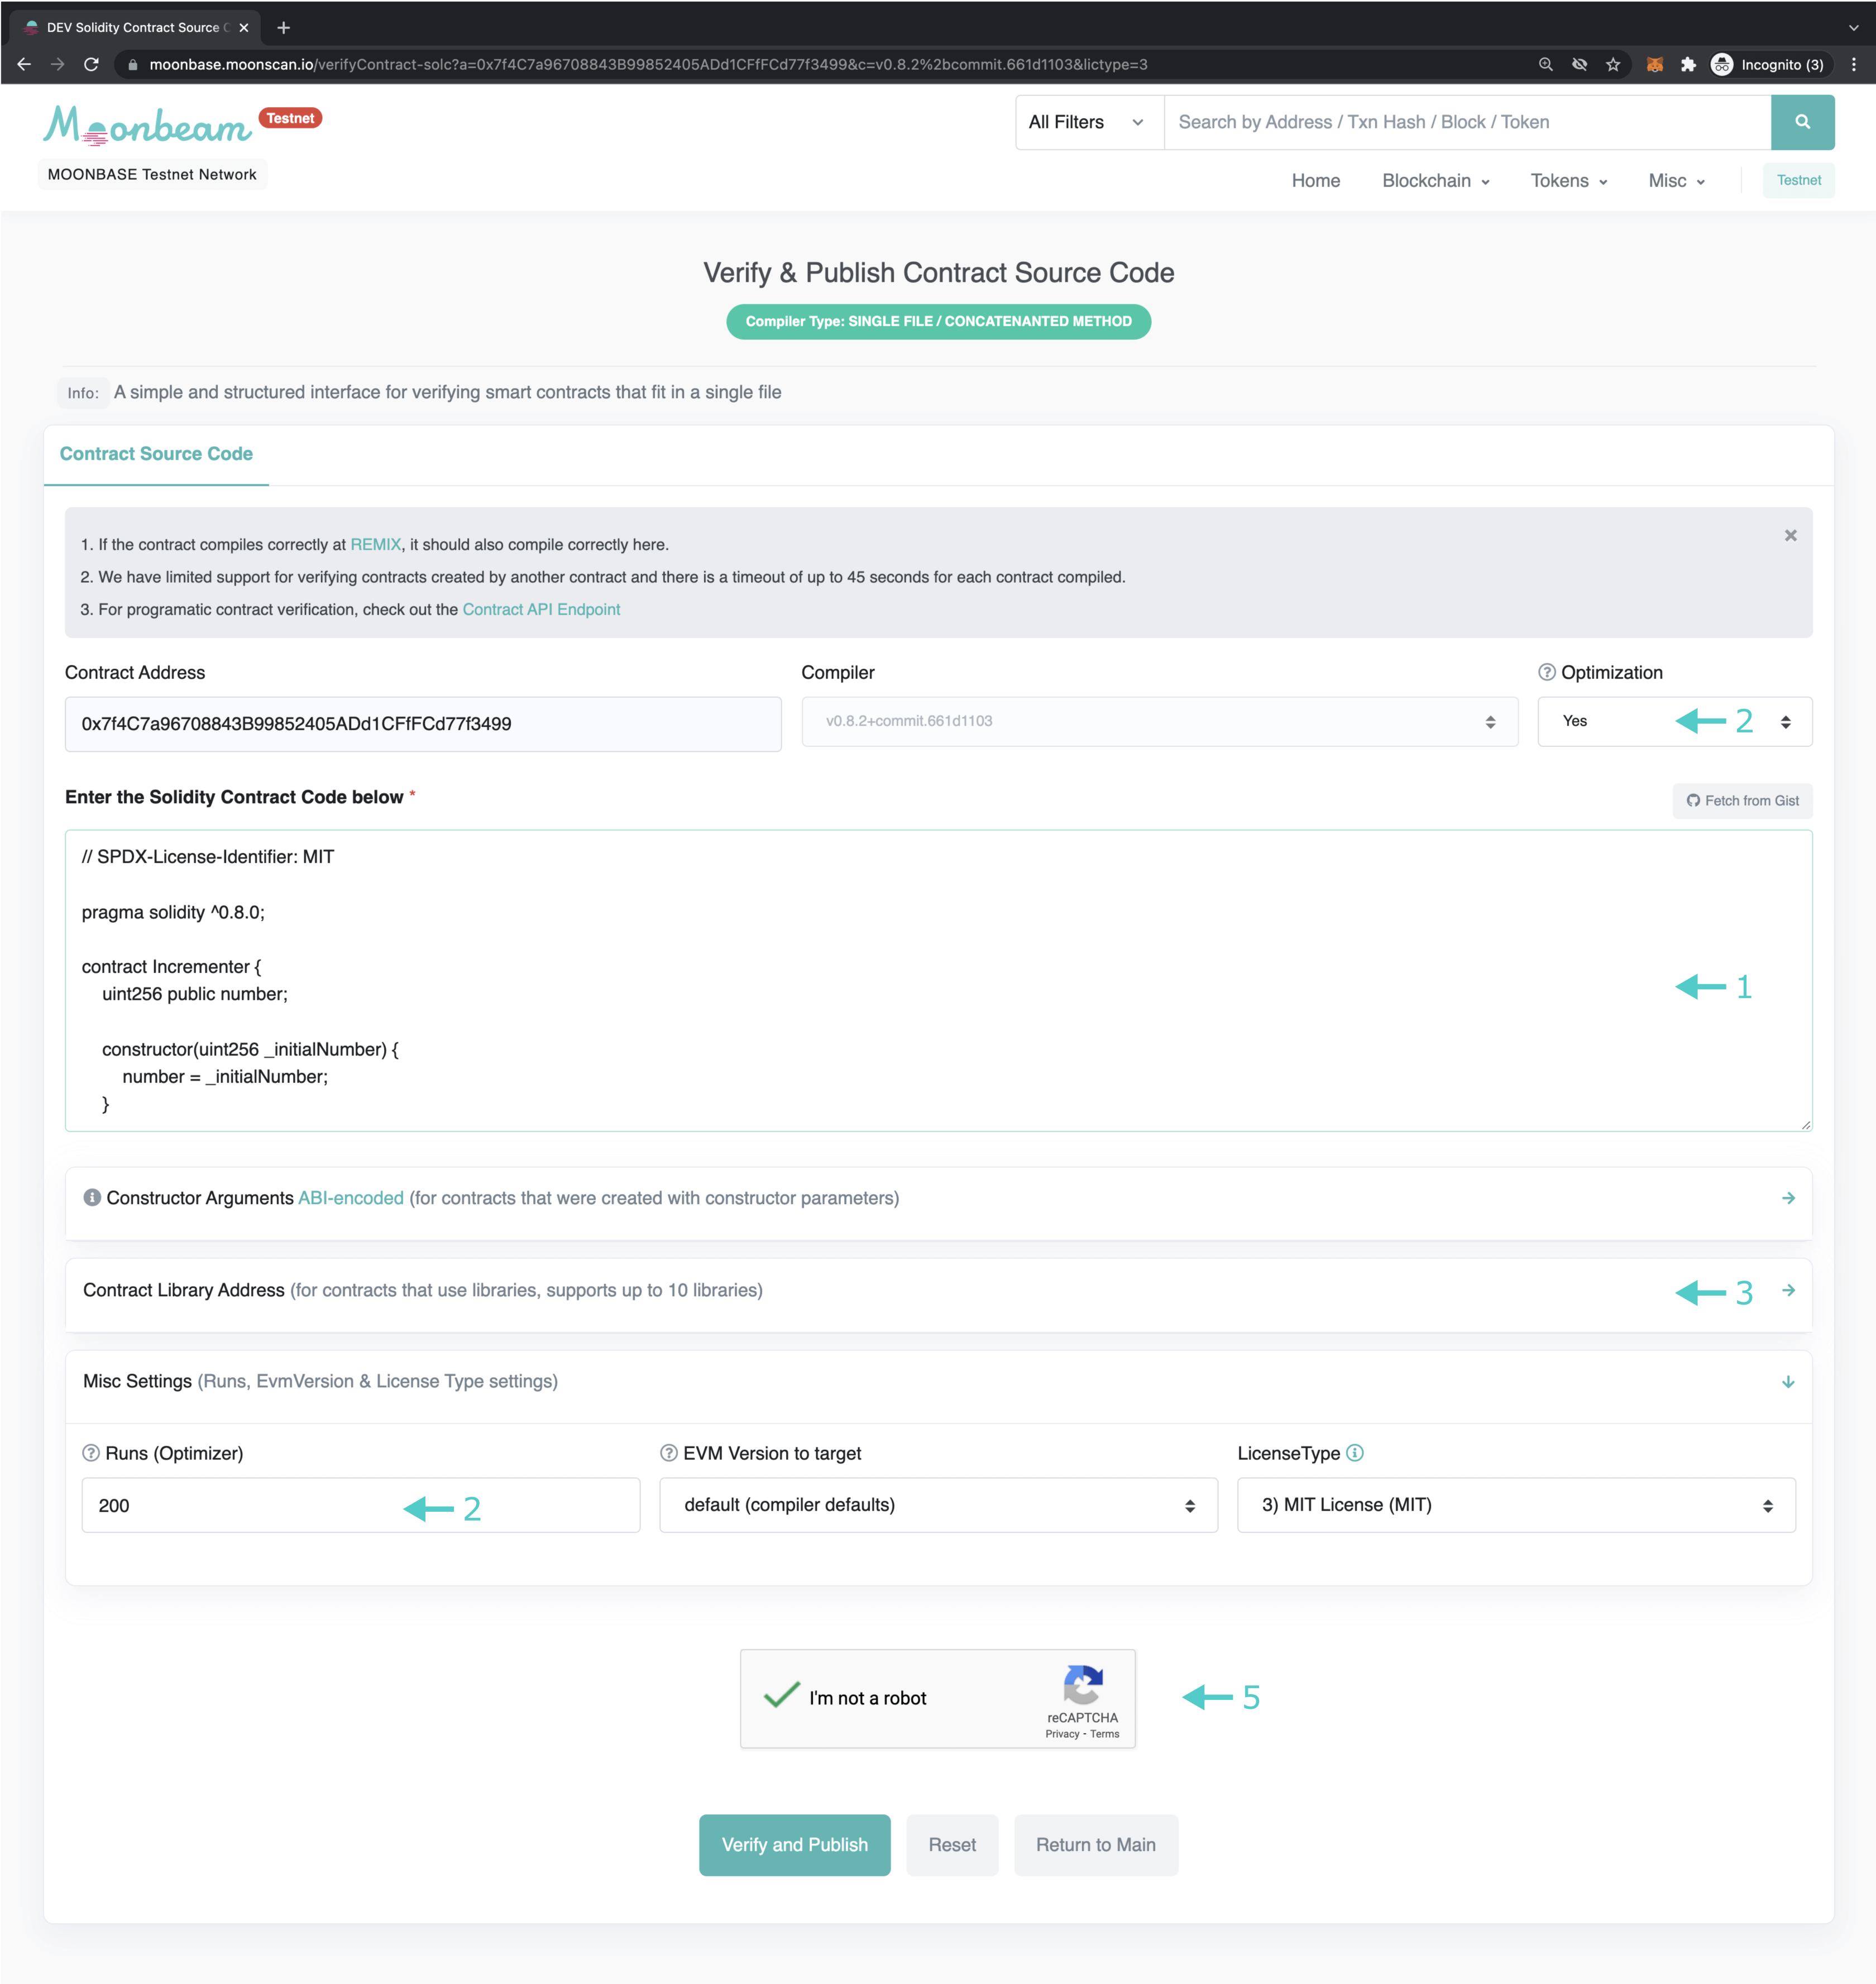 DEV Solidity Contract Source C
moonbase.moonscan.io/verifyContract-solc?a=0x7f4C7a96708843B99852405ADd1CFfFCd77f3499&c=v0.8.2%2bcommit.661d1103&lictype=3
Incognito (3)
Moonbeam Testnet
All Filters
Search by Address / Txn Hash / Block / Token
MOONBASE Testnet Network
Home Blockchain Tokens Misc Testnet
Verify & Publish Contract Source Code
Compiler Type: SINGLE FILE / CONCATENANTED METHOD
Info: A simple and structured interface for verifying smart contracts that fit in a single file
Contract Source Code
1. If the contract compiles correctly at REMIX, it should also compile correctly here.
2. We have limited support for verifying contracts created by another contract and there is a timeout of up to 45 seconds for each contract compiled.
3. For programatic contract verification, check out the Contract API Endpoint
Contract Address Compiler Optimization
0x7f4C7a96708843B99852405ADd1CFfFCd77f3499 v0.8.2+commit.661d1103 Yes 2
Enter the Solidity Contract Code below * Fetch from Gist
// SPDX-License-Identifier: MIT
pragma solidity ^0.8.0;
contract Incrementer {
uint256 public number;
1
constructor(uint256 _initialNumber) {
number = _initialNumber;
}
Constructor Arguments ABI-encoded (for contracts that were created with constructor parameters)
Contract Library Address (for contracts that use libraries, supports up to 10 libraries) 3
Misc Settings (Runs, EvmVersion & License Type settings)
Runs (Optimizer) EVM Version to target LicenseType
200 2 default (compiler defaults) 3) MIT License (MIT)
I'm not a robot 5
reCAPTCHA
Privacy - Terms
Verify and Publish Reset Return to Main